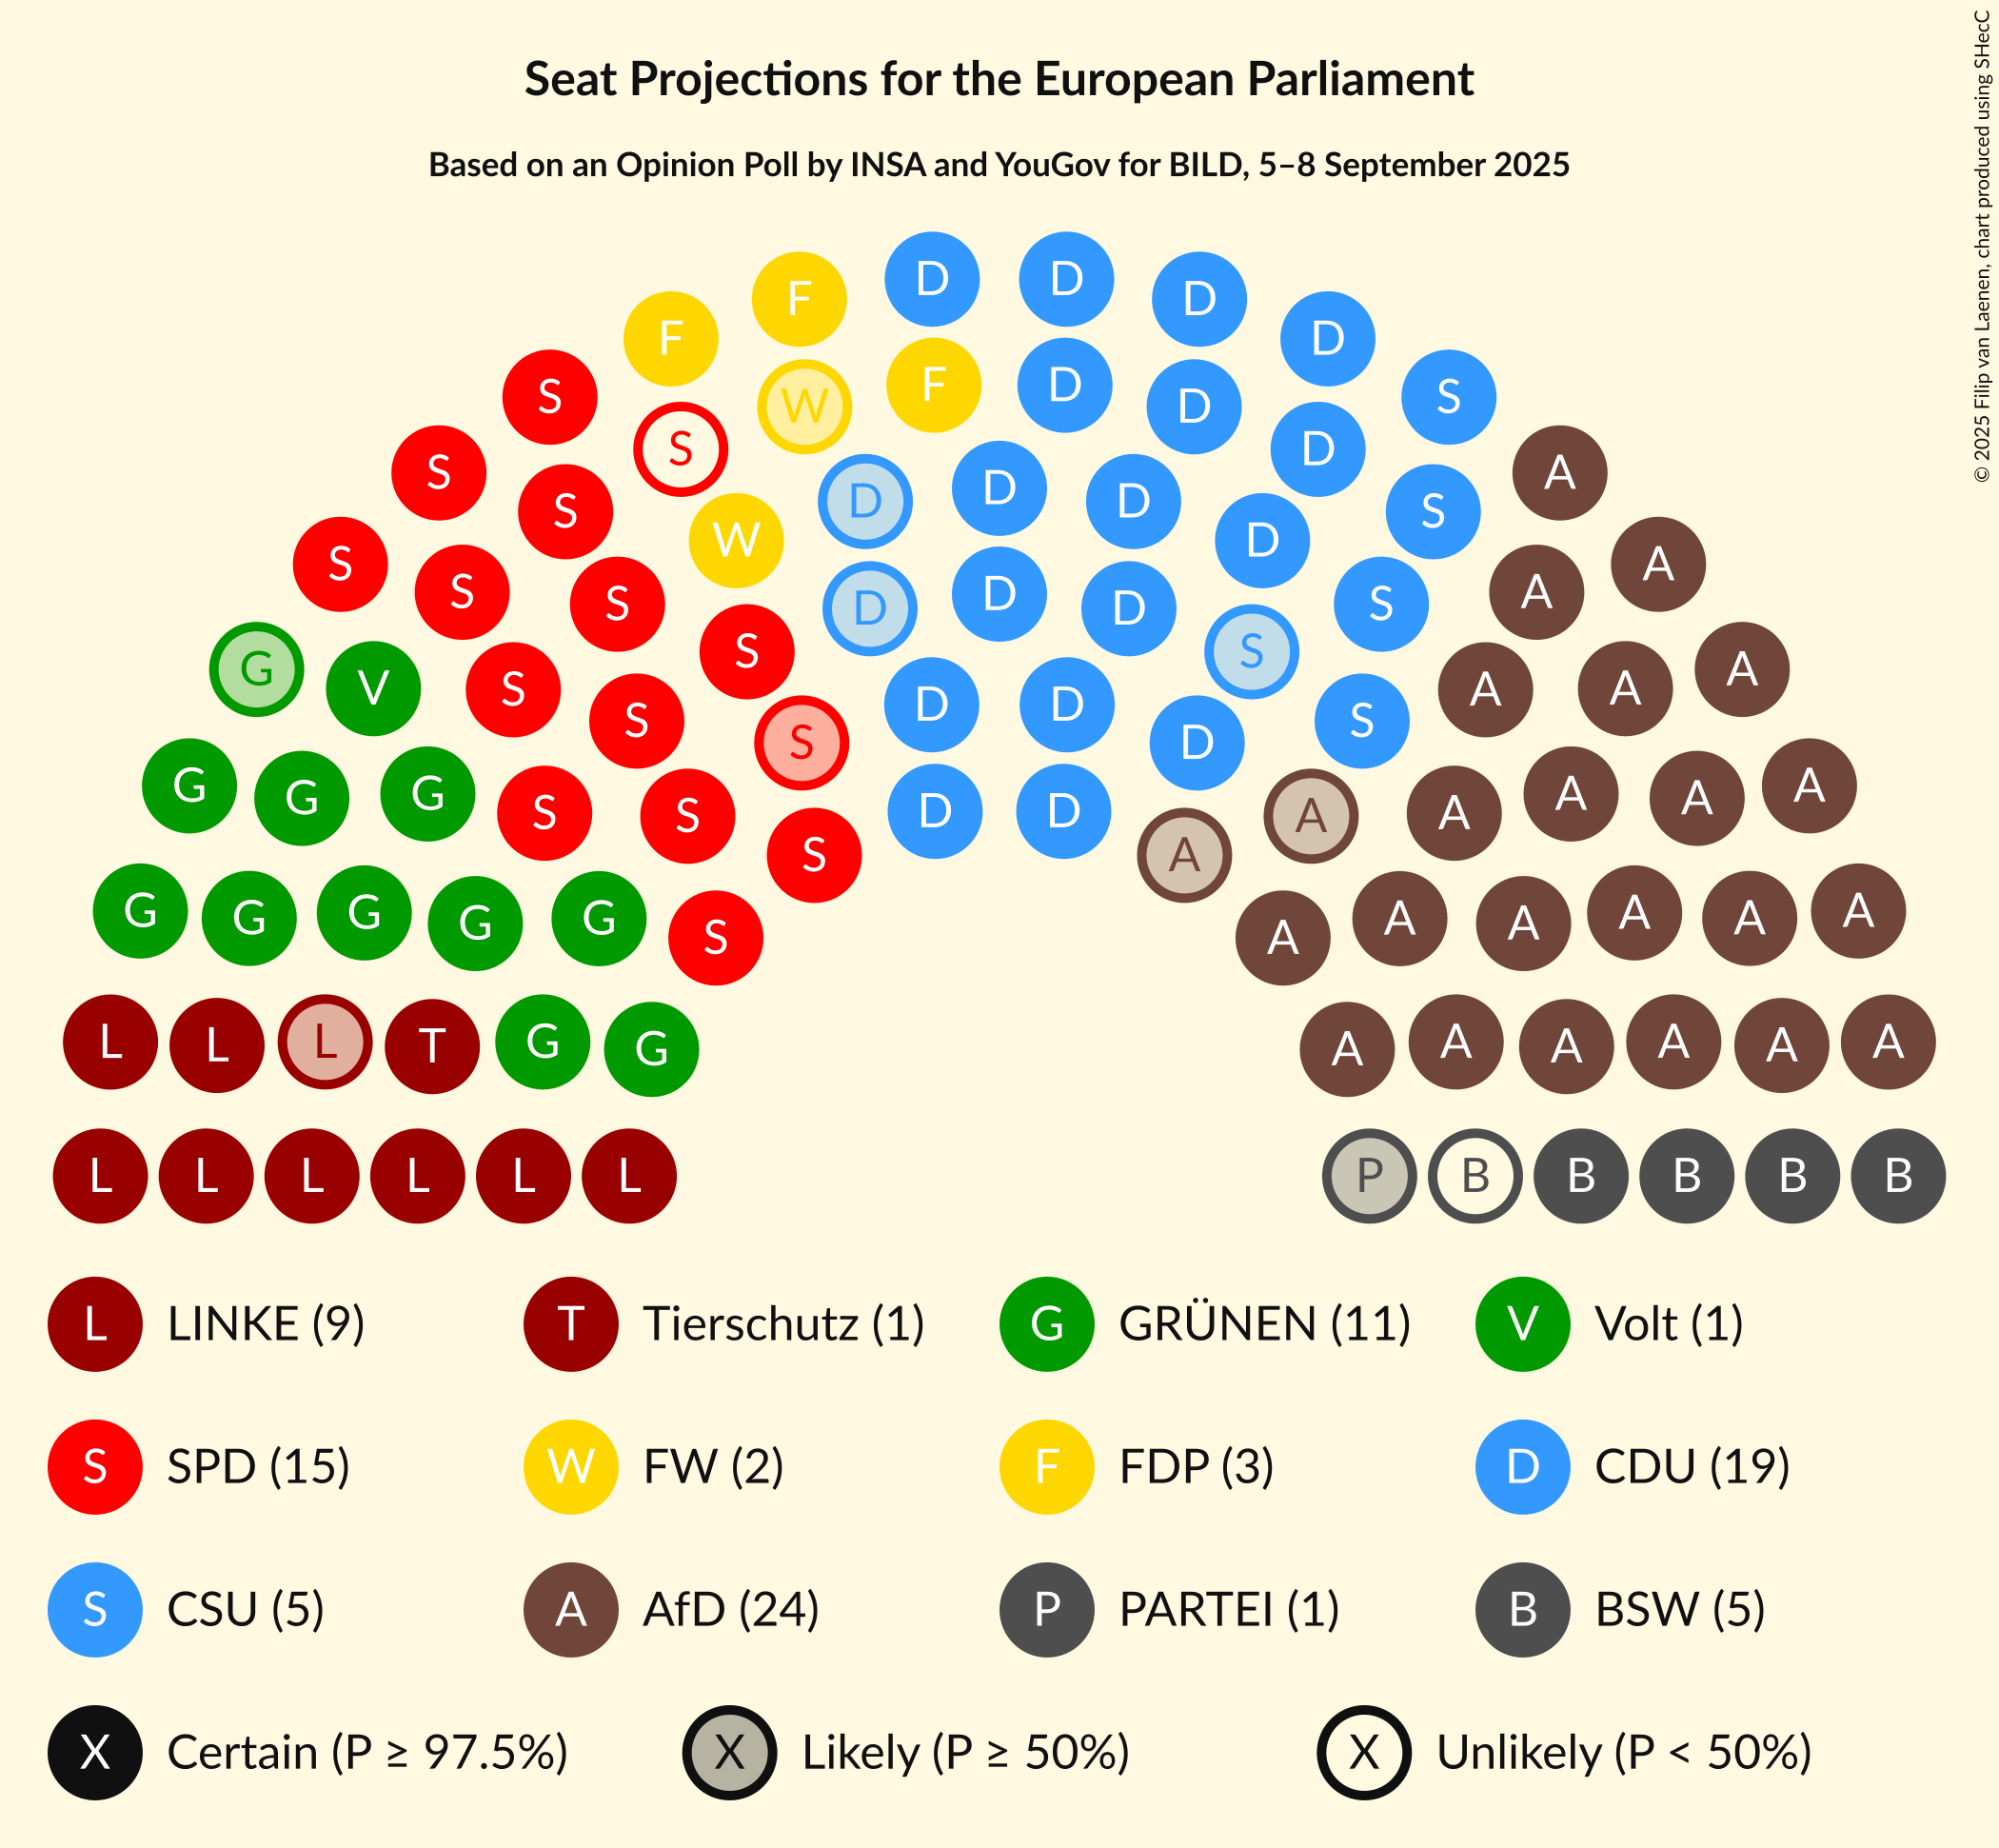 Seat Projections for the European Parliament
Based on an Opinion Poll by INSA and YouGov for BILD, 5–8 September 2025
© 2025 Filip van Laenen, chart produced using SHecC
D D
F D
F D
S W F D D S
S S D D S A
S S W D D D D S A A
S S S D D S A
G V S S S D D D S A A A
G G G S S S D D A A A A A A
G G G G G S S A A A A A A
L L L T G G A A A A A A
L L L L L L P B B B B B
L LINKE (9) T Tierschutz (1) G GRÜNEN (11) V Volt (1)
S SPD (15) W FW (2) F FDP (3) D CDU (19)
S CSU (5) A AfD (24) P PARTEI (1) B BSW (5)
X Certain (P ≥ 97.5%) X Likely (P ≥ 50%) X Unlikely (P < 50%)